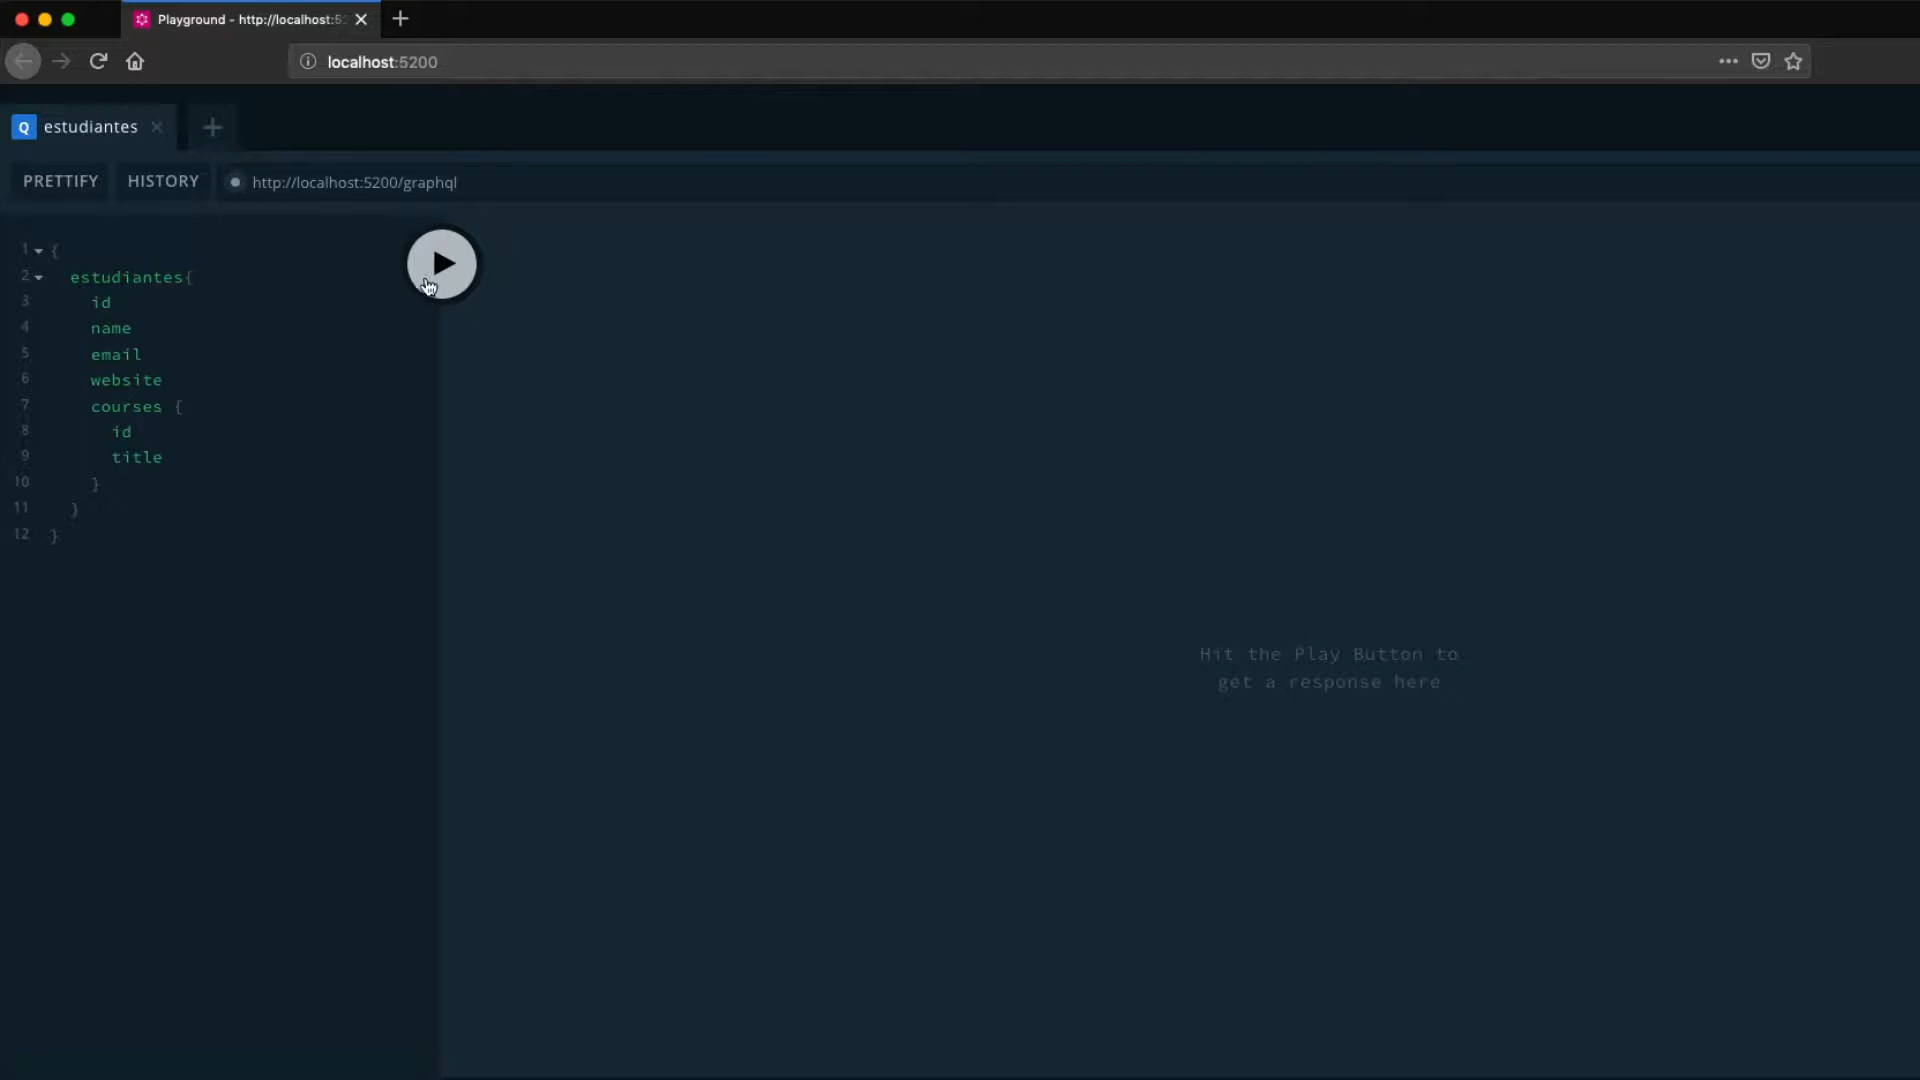 Playground - http://localhost:52
localhost:5200
Q estudiantes
PRETTIFY HISTORY http://localhost:5200/graphql
1 {
2 estudiantes{
3 id
4 name
5 email
6 website
7 courses {
8 id
9 title
10 }
11 }
12 }
Hit the Play Button to
get a response here